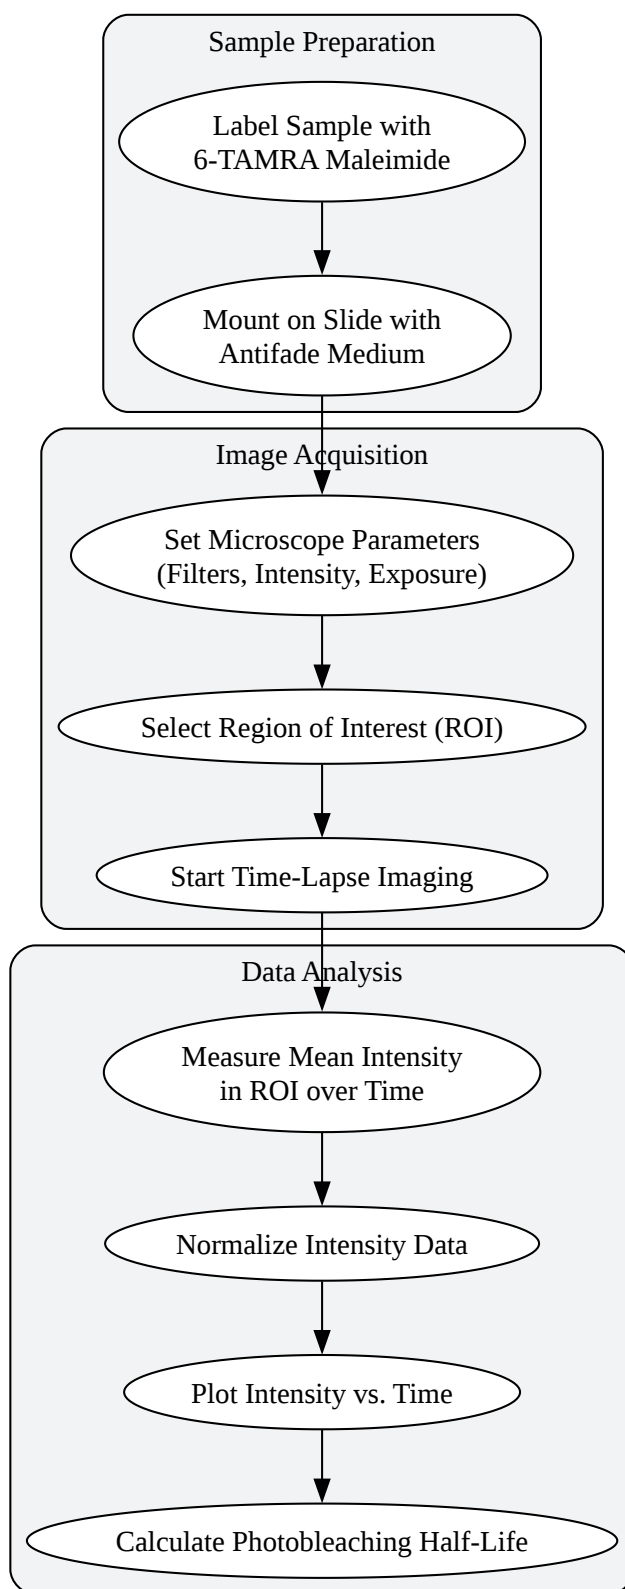 Sample Preparation
Label Sample with
6-TAMRA Maleimide
Mount on Slide with
Antifade Medium
Image Acquisition
Set Microscope Parameters
(Filters, Intensity, Exposure)
Select Region of Interest (ROI)
Start Time-Lapse Imaging
Data Analysis
Measure Mean Intensity
in ROI over Time
Normalize Intensity Data
Plot Intensity vs. Time
Calculate Photobleaching Half-Life